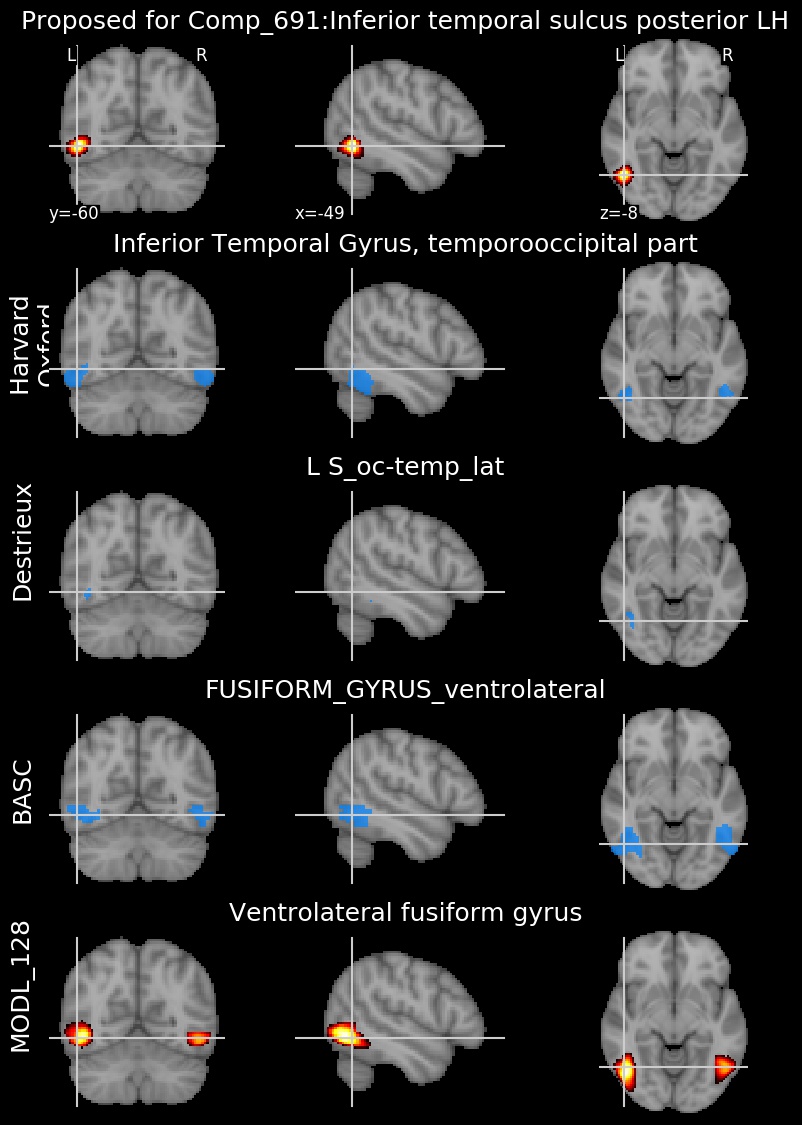 Proposed for Comp_691:Inferior temporal sulcus posterior LH
L R L R
y=-60 x=-49 z=-8
Inferior Temporal Gyrus, temporooccipital part
Harvard
Oxford
L S_oc-temp_lat
Destrieux
FUSIFORM_GYRUS_ventrolateral
BASC
Ventrolateral fusiform gyrus
MODL_128